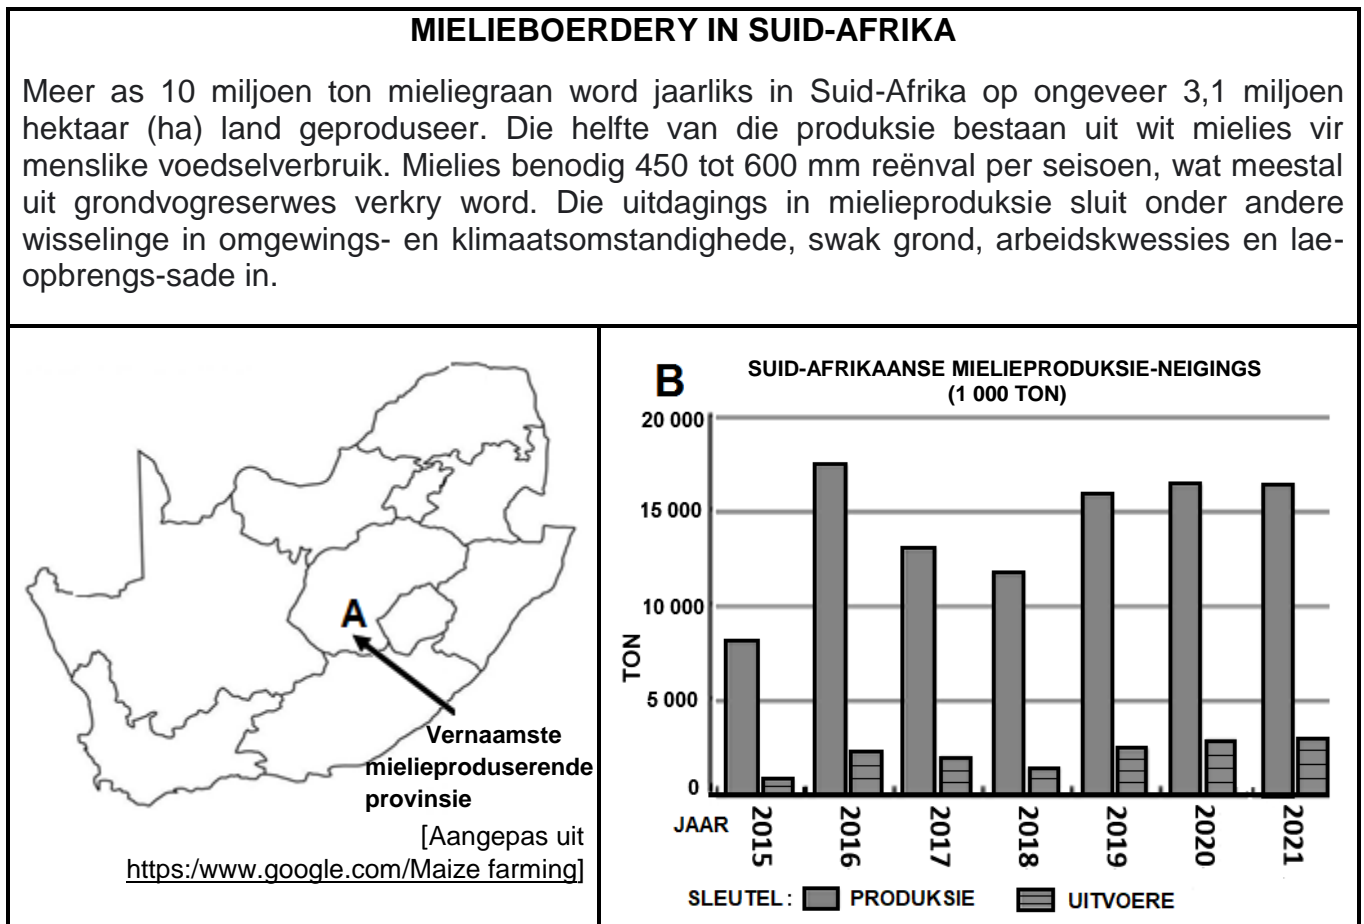 MIELIEBOERDERY IN SUID-AFRIKA
Meer as 10 miljoen ton mieliegraan word jaarliks in Suid-Afrika op ongeveer 3,1 miljoen
hektaar (ha) land geproduseer. Die helfte van die produksie bestaan uit wit mielies vir
menslike voedselverbruik. Mielies benodig 450 tot 600 mm reënval per seisoen, wat meestal
uit grondvogreserwes verkry word. Die uitdagings in mielieproduksie sluit onder andere
wisselinge in omgewings- en klimaatsomstandighede, swak grond, arbeidskwessies en lae-
opbrengs-sade in.
A
Vernaamste
mielieproduserende
provinsie
[Aangepas uit
https:/www.google.com/Maize farming]
B
SUID-AFRIKAANSE MIELIEPRODUKSIE-NEIGINGS
(1 000 TON)
20 000
15 000
10 000
5 000
0
TON
JAAR
2015
2016
2017
2018
2019
2020
2021
SLEUTEL: PRODUKSIE UITVOERE